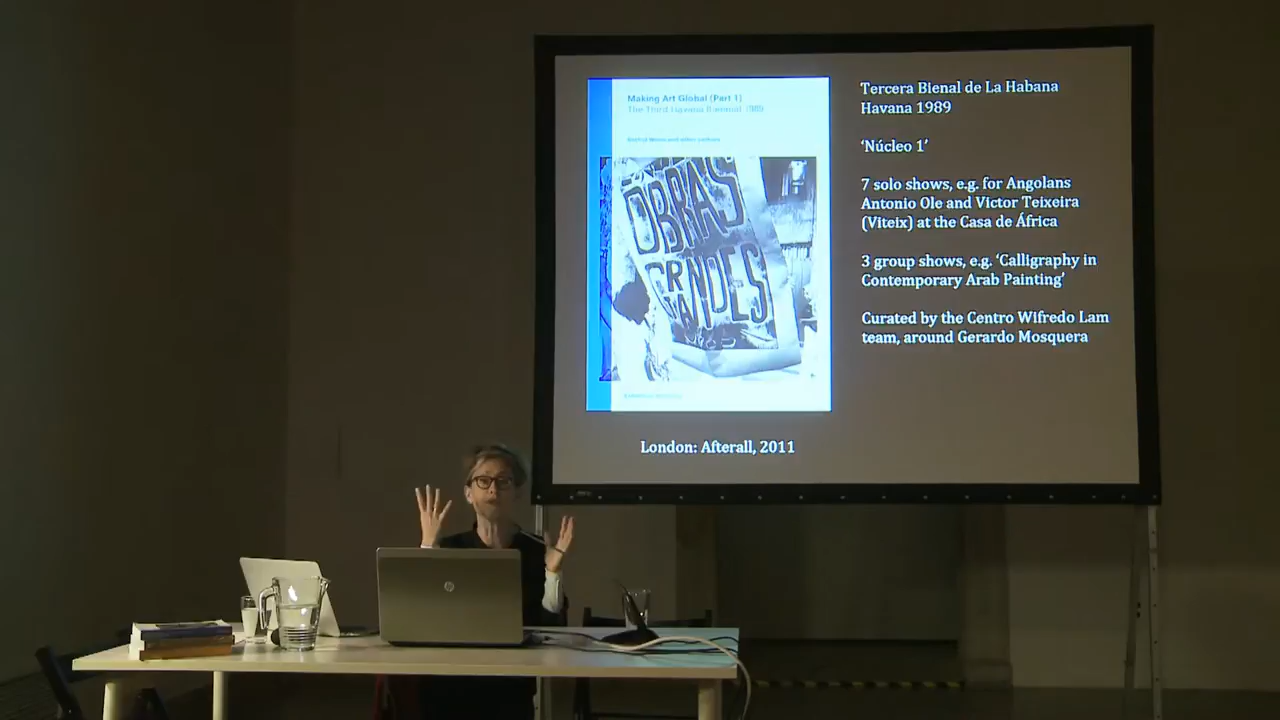 Making Art Global (Part 1)
The Third Havana Biennial 1989
OBRAS
GRANDES
London: Afterall, 2011
Tercera Bienal de La Habana
Havana 1989
‘Núcleo 1’
7 solo shows, e.g. for Angolans
Antonio Ole and Victor Teixeira
(Viteix) at the Casa de África
3 group shows, e.g. ‘Calligraphy in
Contemporary Arab Painting’
Curated by the Centro Wifredo Lam
team, around Gerardo Mosquera
hp